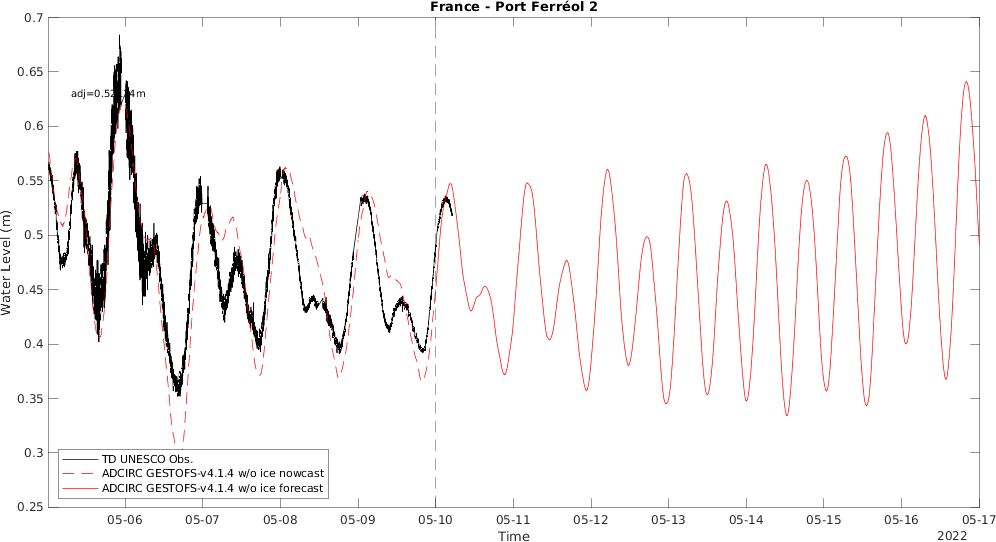 France - Port Ferréol 2
0.7
0.65
0.6
0.55
0.5
0.45
0.4
0.35
0.3
0.25
Water Level (m)
TD UNESCO Obs.
ADCIRC GESTOFS-v4.1.4 w/o ice nowcast
ADCIRC GESTOFS-v4.1.4 w/o ice forecast
05-06 05-07 05-08 05-09 05-10 05-11 05-12 05-13 05-14 05-15 05-16 05-17
Time
2022